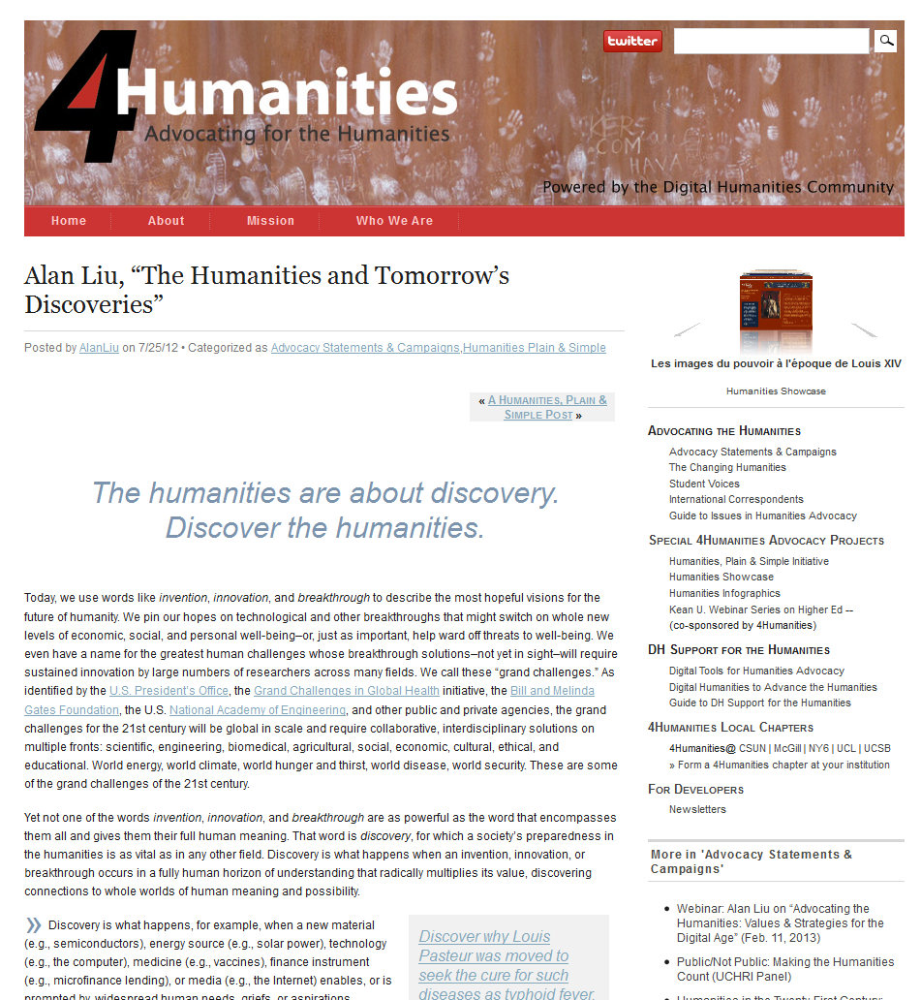 twitter
4Humanities
Advocating for the Humanities
KERS
COM
HAVA
Powered by the Digital Humanities Community
Home
About
Mission
Who We Are
Alan Liu, “The Humanities and Tomorrow’s
Discoveries”
Posted by AlanLiu on 7/25/12 • Categorized as Advocacy Statements & Campaigns,Humanities Plain & Simple
« A Humanities, Plain &
Simple Post »
The humanities are about discovery.
Discover the humanities.
Today, we use words like invention, innovation, and breakthrough to describe the most hopeful visions for the
future of humanity. We pin our hopes on technological and other breakthroughs that might switch on whole new
levels of economic, social, and personal well-being–or, just as important, help ward off threats to well-being. We
even have a name for the greatest human challenges whose breakthrough solutions–not yet in sight–will require
sustained innovation by large numbers of researchers across many fields. We call these “grand challenges.” As
identified by the U.S. President’s Office, the Grand Challenges in Global Health initiative, the Bill and Melinda
Gates Foundation, the U.S. National Academy of Engineering, and other public and private agencies, the grand
challenges for the 21st century will be global in scale and require collaborative, interdisciplinary solutions on
multiple fronts: scientific, engineering, biomedical, agricultural, social, economic, cultural, ethical, and
educational. World energy, world climate, world hunger and thirst, world disease, world security. These are some
of the grand challenges of the 21st century.
Yet not one of the words invention, innovation, and breakthrough are as powerful as the word that encompasses
them all and gives them their full human meaning. That word is discovery, for which a society’s preparedness in
the humanities is as vital as in any other field. Discovery is what happens when an invention, innovation, or
breakthrough occurs in a fully human horizon of understanding that radically multiplies its value, discovering
connections to whole worlds of human meaning and possibility.
» Discovery is what happens, for example, when a new material
(e.g., semiconductors), energy source (e.g., solar power), technology
(e.g., the computer), medicine (e.g., vaccines), finance instrument
(e.g., microfinance lending), or media (e.g., the Internet) enables, or is
prompted by, widespread human needs, griefs, or aspirations.
Discover why Louis
Pasteur was moved to
seek the cure for such
diseases as typhoid fever.
Les images du pouvoir à l'époque de Louis XIV
Humanities Showcase
Advocating the Humanities
Advocacy Statements & Campaigns
The Changing Humanities
Student Voices
International Correspondents
Guide to Issues in Humanities Advocacy
Special 4Humanities Advocacy Projects
Humanities, Plain & Simple Initiative
Humanities Showcase
Humanities Infographics
Kean U. Webinar Series on Higher Ed --
(co-sponsored by 4Humanities)
DH Support for the Humanities
Digital Tools for Humanities Advocacy
Digital Humanities to Advance the Humanities
Guide to DH Support for the Humanities
4Humanities Local Chapters
4Humanities@ CSUN | McGill | NY6 | UCL | UCSB
» Form a 4Humanities chapter at your institution
For Developers
Newsletters
More in 'Advocacy Statements &
Campaigns'
• Webinar: Alan Liu on “Advocating the
Humanities: Values & Strategies for the
Digital Age” (Feb. 11, 2013)
• Public/Not Public: Making the Humanities
Count (UCHRI Panel)
• Humanities in the Twenty-First Century: